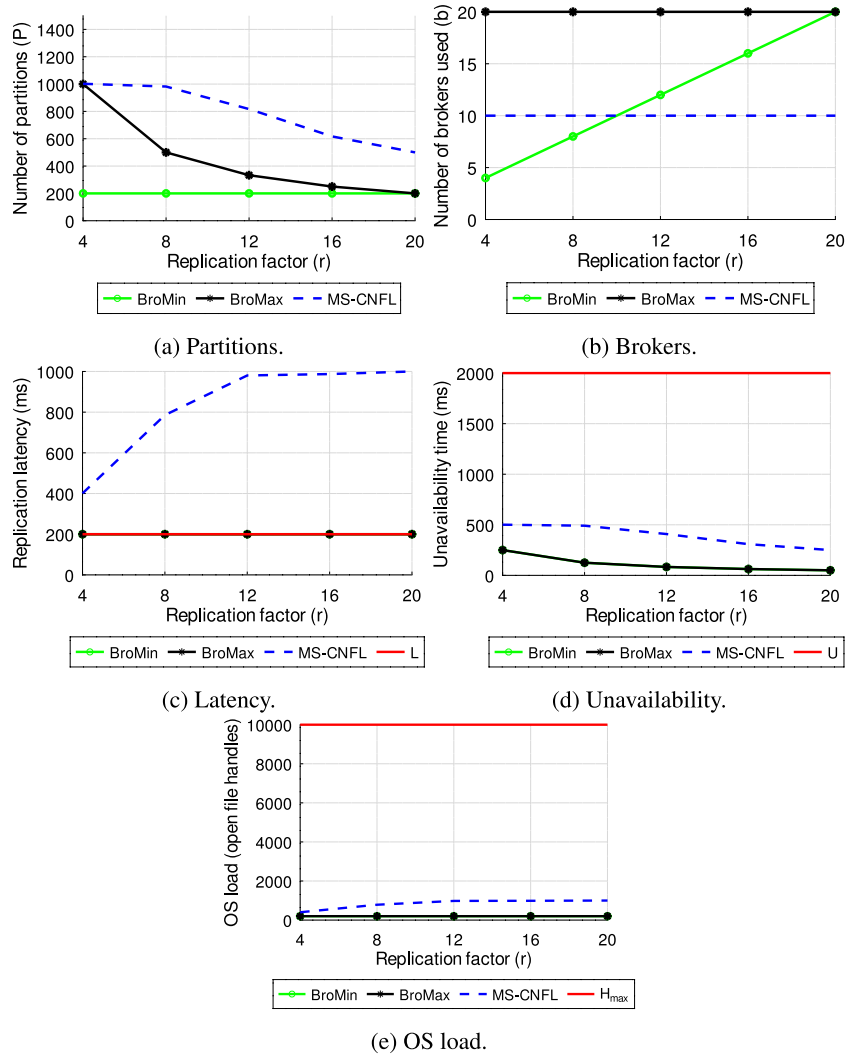 Number of partitions (P)
1400
1200
1000
800
600
400
200
0
4 8 12 16 20
Replication factor (r)
BroMin BroMax MS-CNFL
(a) Partitions.
Number of brokers used (b)
20
15
10
5
0
4 8 12 16 20
Replication factor (r)
BroMin BroMax MS-CNFL
(b) Brokers.
Replication latency (ms)
1000
800
600
400
200
0
4 8 12 16 20
Replication factor (r)
BroMin BroMax MS-CNFL L
(c) Latency.
Unavailability time (ms)
2000
1500
1000
500
0
4 8 12 16 20
Replication factor (r)
BroMin BroMax MS-CNFL U
(d) Unavailability.
OS load (open file handles)
10000
8000
6000
4000
2000
0
4 8 12 16 20
Replication factor (r)
BroMin BroMax MS-CNFL Hmax
(e) OS load.